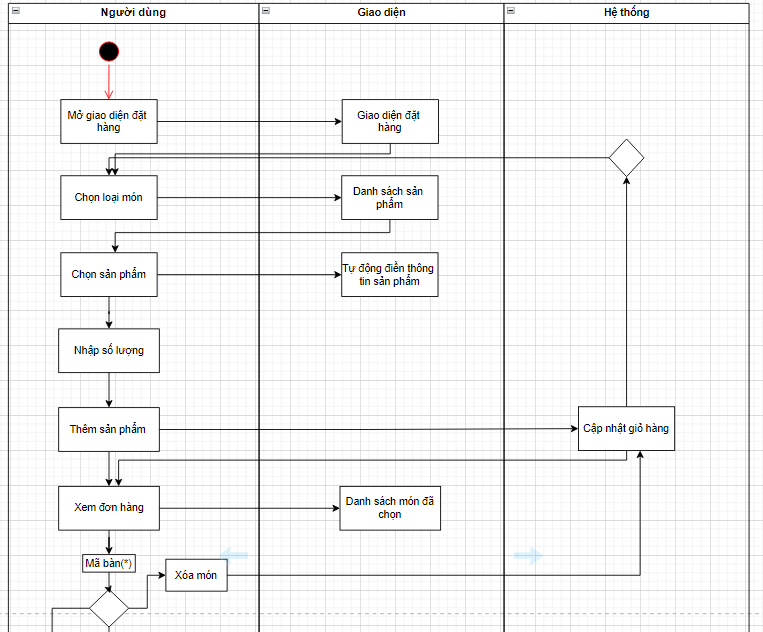 Người dùng
Giao diện
Hệ thống
Mở giao diện đặt
hàng
Giao diện đặt
hàng
Chọn loại món
Danh sách sản
phẩm
Chọn sản phẩm
Tự động điền thông
tin sản phẩm
Nhập số lượng
Thêm sản phẩm
Cập nhật giỏ hàng
Xem đơn hàng
Danh sách món đã
chọn
Mã bàn(*)
Xóa món